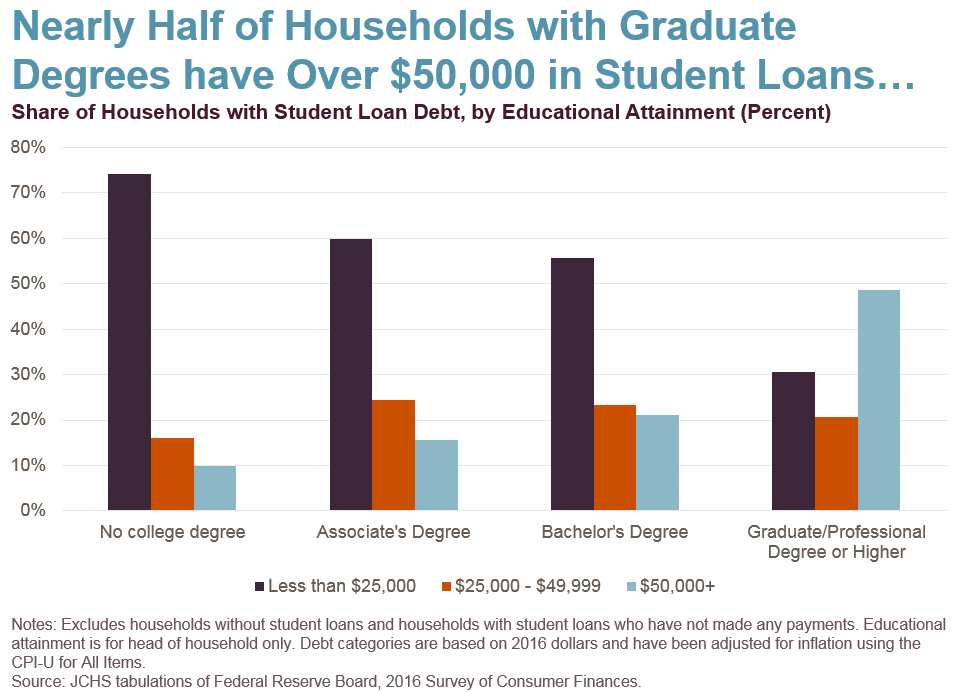 Nearly Half of Households with Graduate
Degrees have Over $50,000 in Student Loans…
Share of Households with Student Loan Debt, by Educational Attainment (Percent)
80%
70%
60%
50%
40%
30%
20%
10%
0%
No college degree
Associate's Degree
Bachelor's Degree
Graduate/Professional
Degree or Higher
Less than $25,000
$25,000 - $49,999
$50,000+
Notes: Excludes households without student loans and households with student loans who have not made any payments. Educational
attainment is for head of household only. Debt categories are based on 2016 dollars and have been adjusted for inflation using the
CPI-U for All Items.
Source: JCHS tabulations of Federal Reserve Board, 2016 Survey of Consumer Finances.